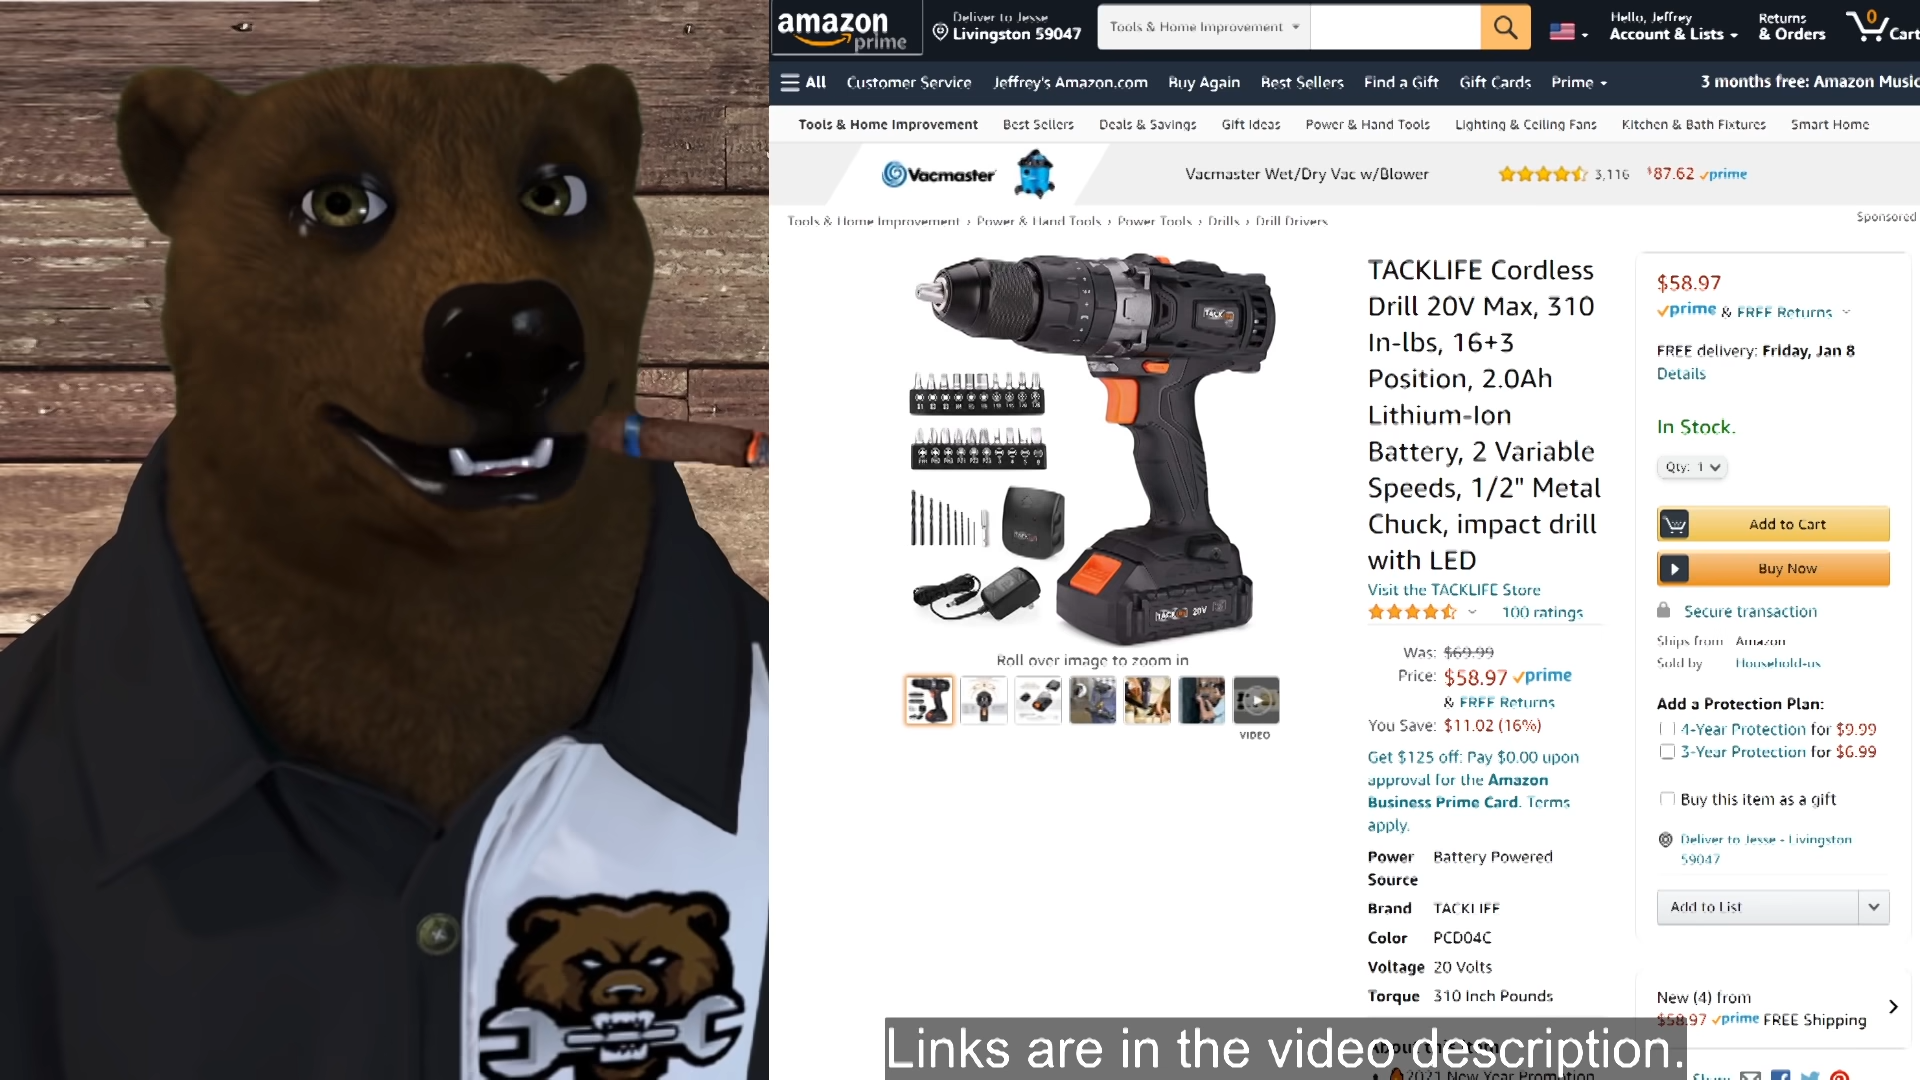 amazon
prime
Deliver to Jesse
Livingston 59047
Tools & Home Improvement
Hello, Jeffrey
Account & Lists
Returns
& Orders
0
Cart
All
Customer Service
Jeffrey's Amazon.com
Buy Again
Best Sellers
Find a Gift
Gift Cards
Prime
3 months free: Amazon Music
Tools & Home Improvement
Best Sellers
Deals & Savings
Gift Ideas
Power & Hand Tools
Lighting & Ceiling Fans
Kitchen & Bath Fixtures
Smart Home
Vacmaster
Vacmaster Wet/Dry Vac w/Blower
3,116
$87.62 prime
Sponsored
Tools & Home Improvement › Power & Hand Tools › Power Tools › Drills › Drill Drivers
TACKLIFE Cordless
Drill 20V Max, 310
In-lbs, 16+3
Position, 2.0Ah
Lithium-Ion
Battery, 2 Variable
Speeds, 1/2" Metal
Chuck, impact drill
with LED
Visit the TACKLIFE Store
100 ratings
Was: $69.99
Price: $58.97 prime
& FREE Returns
You Save: $11.02 (16%)
Get $125 off: Pay $0.00 upon
approval for the Amazon
Business Prime Card. Terms
apply.
Power Source
Battery Powered
Brand TACKLIFE
Color PCD04C
Voltage 20 Volts
Torque 310 Inch Pounds
2021 New Year Promotion
20V
Roll over image to zoom in
VIDEO
$58.97
prime & FREE Returns
FREE delivery: Friday, Jan 8
Details
In Stock.
Qty: 1
Add to Cart
Buy Now
Secure transaction
Ships from Amazon
Sold by Household-us
Add a Protection Plan:
4-Year Protection for $9.99
3-Year Protection for $6.99
Buy this item as a gift
Deliver to Jesse - Livingston
59047
Add to List
New (4) from
$58.97 prime FREE Shipping
Share
Links are in the video description.